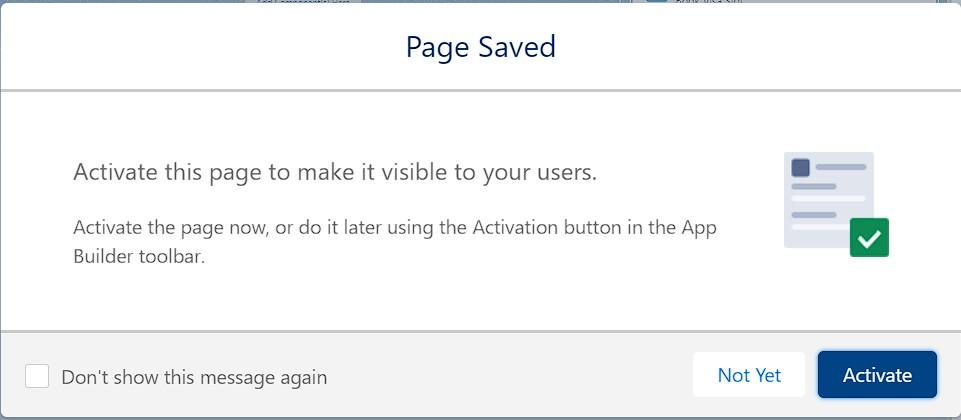 Page Saved
Activate this page to make it visible to your users.
Activate the page now, or do it later using the Activation button in the App
Builder toolbar.
Don't show this message again
Not Yet
Activate